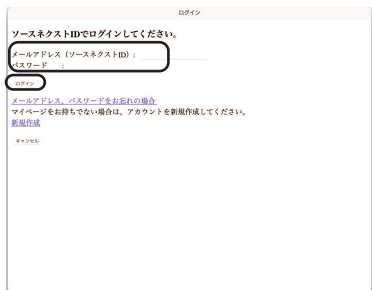 ログイン
ソースネクストIDでログインしてください。
メールアドレス（ソースネクストID）：
パスワード　：
ログイン
メールアドレス、パスワードをお忘れの場合
マイページをお持ちでない場合は、アカウントを新規作成してください。
新規作成
キャンセル